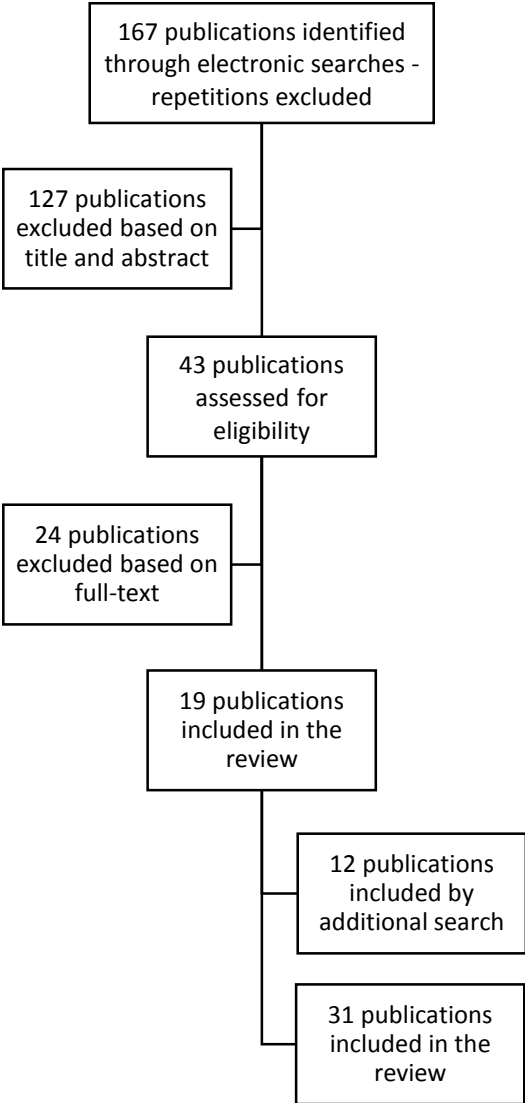 167 publications identified
through electronic searches -
repetitions excluded
127 publications
excluded based on
title and abstract
43 publications
assessed for
eligibility
24 publications
excluded based on
full-text
19 publications
included in the
review
12 publications
included by
additional search
31 publications
included in the
review